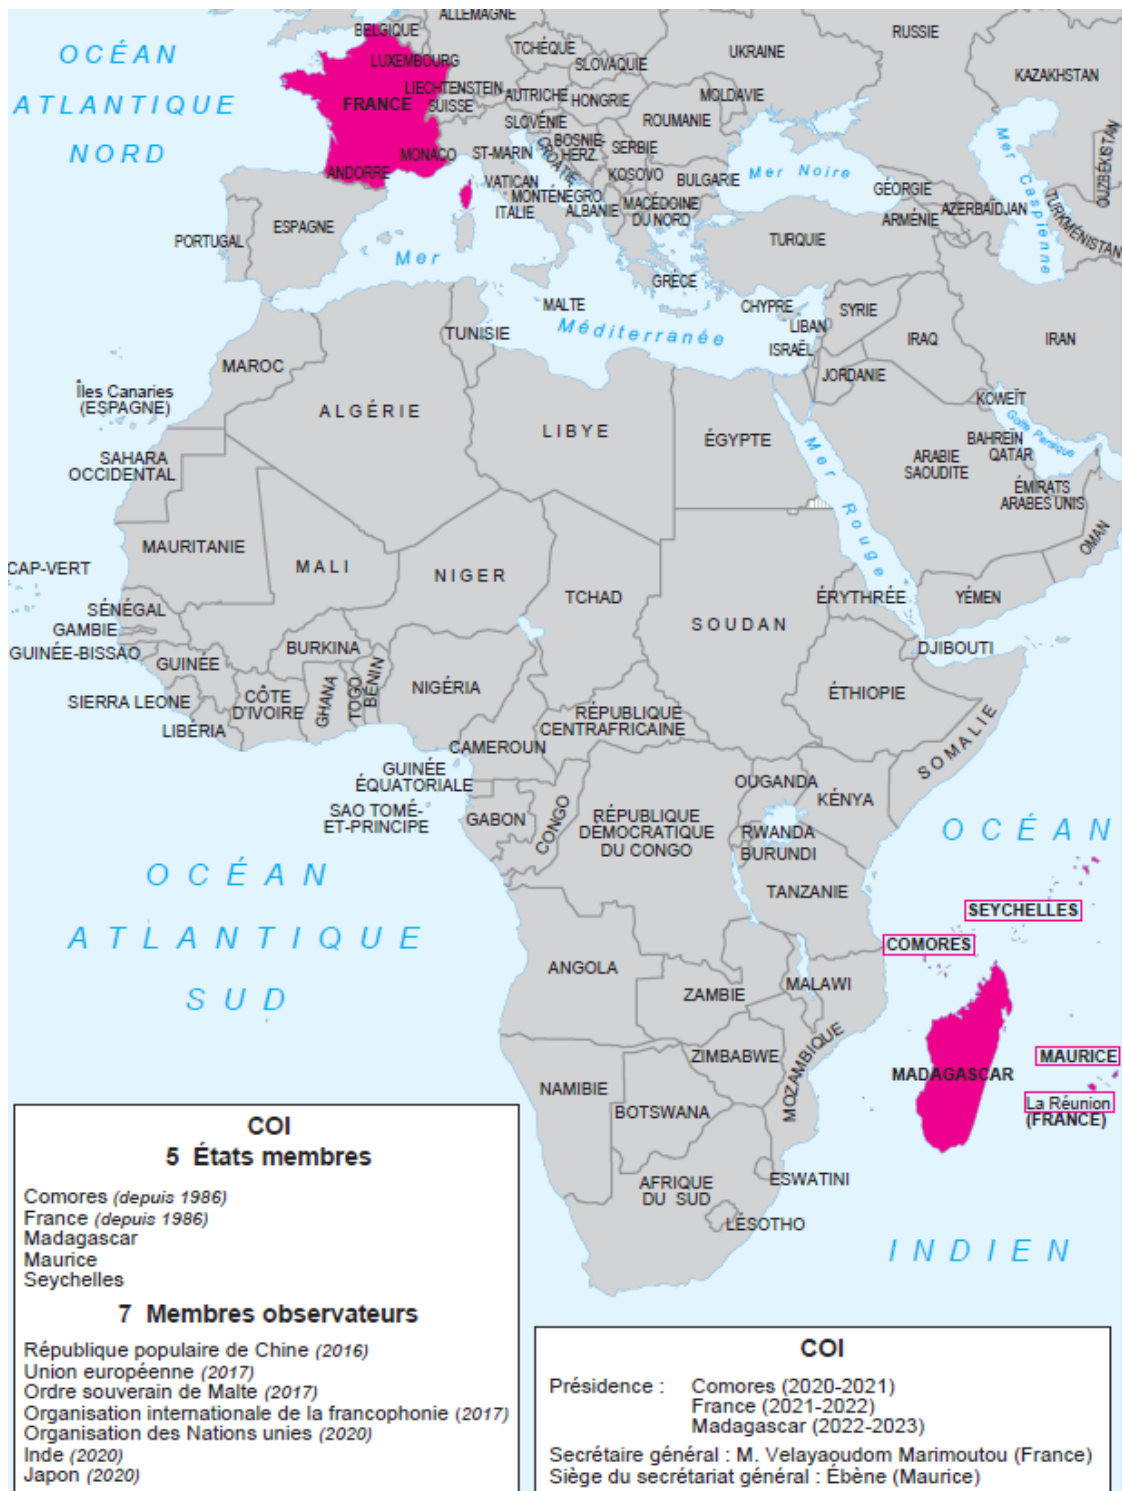 ALLEMAGNE
RUSSIE
BELGIQUE
OCÉAN
ATLANTIQUE
NORD
TCHÈQUE
UKRAINE
LUXEMBOURG
SLOVAQUIE
KAZAKHSTAN
LIECHTENSTEIN
AUTRICHE
HONGRIE
MOLDAVIE
FRANCE
SUISSE
SLOVÉNIE
ROUMANIE
BOSNIE-
HERZ.
SERBIE
CROATIE
MONACO
ST-MARIN
Mer Caspienne
OUZBÉKISTAN
ANDORRE
VATICAN
KOSOVO
BULGARIE
Mer Noire
GÉORGIE
MONTÉNÉGRO
ITALIE
ALBANIE
MACÉDOINE
DU NORD
ARMÉNIE
AZERBAÏDJAN
TURKMÉNISTAN
PORTUGAL
ESPAGNE
TURQUIE
Mer
Méditerranée
GRÈCE
MALTE
CHYPRE
SYRIE
LIBAN
ISRAËL
IRAQ
IRAN
TUNISIE
MAROC
JORDANIE
KOWEÏT
Îles Canaries
(ESPAGNE)
ALGÉRIE
LIBYE
ÉGYPTE
Mer Rouge
Golfe Persique
BAHREÏN
QATAR
ARABIE
SAOUDITE
SAHARA
OCCIDENTAL
ÉMIRATS
ARABES UNIS
OMAN
MAURITANIE
MALI
NIGER
TCHAD
SOUDAN
ÉRYTHRÉE
YÉMEN
CAP-VERT
SÉNÉGAL
GAMBIE
GUINÉE-BISSAO
GUINÉE
BURKINA
DJIBOUTI
SIERRA LEONE
CÔTE
D'IVOIRE
GHANA
TOGO
BÉNIN
NIGÉRIA
ÉTHIOPIE
LIBÉRIA
RÉPUBLIQUE
CENTRAFRICAINE
SOMALIE
CAMEROUN
GUINÉE
ÉQUATORIALE
OUGANDA
KÉNYA
SAO TOMÉ-
ET-PRINCIPE
GABON
CONGO
RÉPUBLIQUE
DÉMOCRATIQUE
DU CONGO
RWANDA
BURUNDI
OCÉAN
OCÉAN
ATLANTIQUE
SUD
TANZANIE
SEYCHELLES
COMORES
ANGOLA
ZAMBIE
MALAWI
MOZAMBIQUE
ZIMBABWE
MAURICE
NAMIBIE
BOTSWANA
MADAGASCAR
La Réunion
(FRANCE)
AFRIQUE
DU SUD
ESWATINI
LÉSOTHO
INDIEN
COI
5 États membres
Comores (depuis 1986)
France (depuis 1986)
Madagascar
Maurice
Seychelles
7 Membres observateurs
République populaire de Chine (2016)
Union européenne (2017)
Ordre souverain de Malte (2017)
Organisation internationale de la francophonie (2017)
Organisation des Nations unies (2020)
Inde (2020)
Japon (2020)
COI
Présidence : Comores (2020-2021)
France (2021-2022)
Madagascar (2022-2023)
Secrétaire général : M. Velayaoudom Marimoutou (France)
Siège du secrétariat général : Ébène (Maurice)